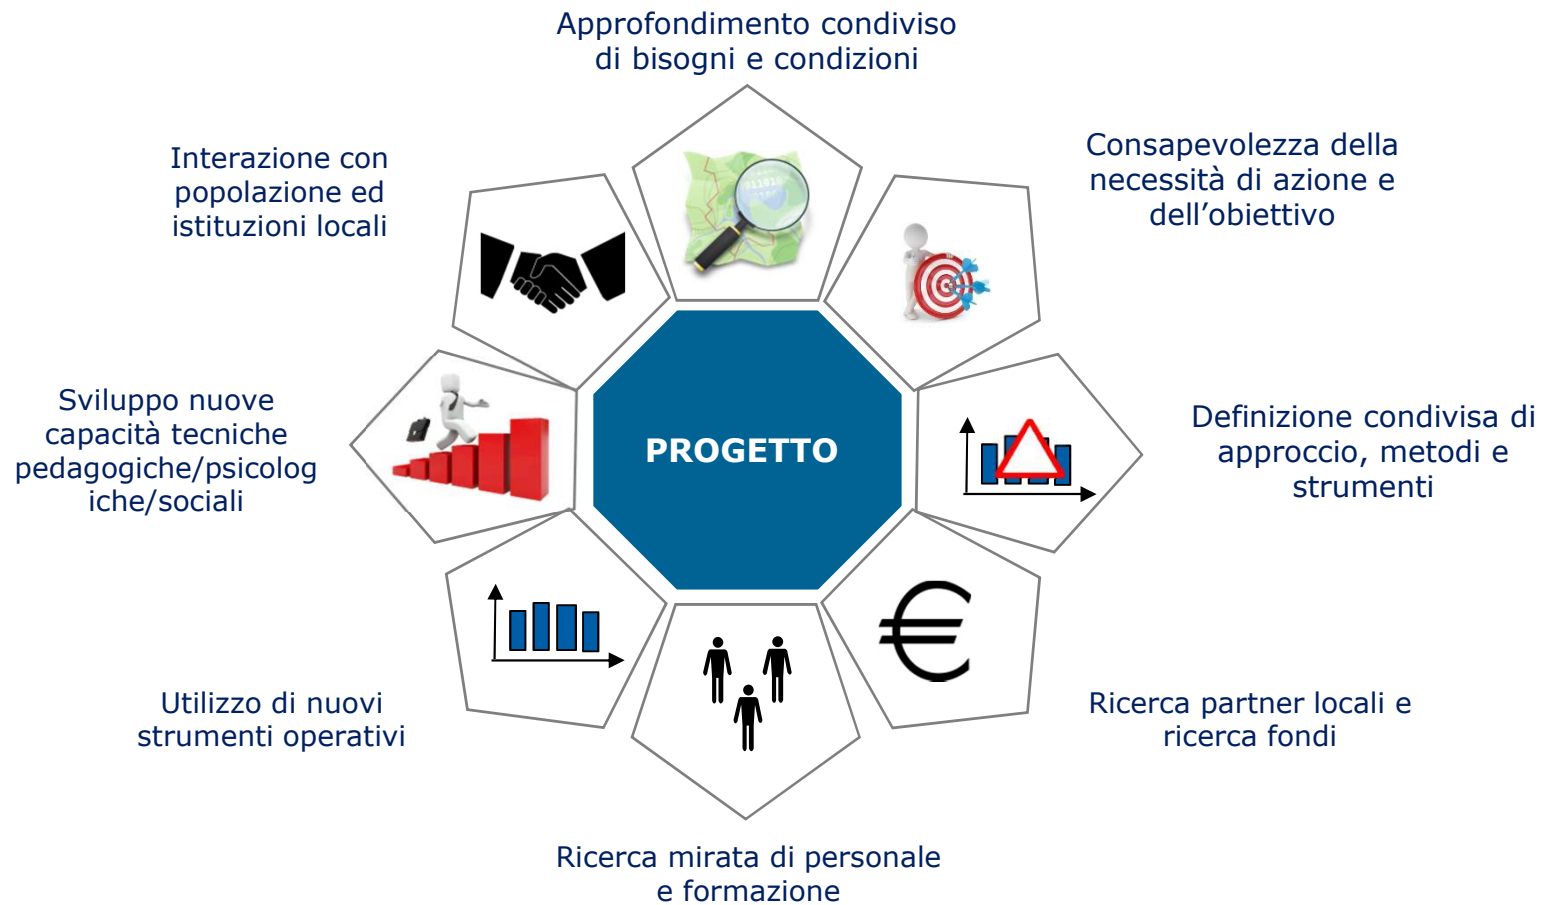 Approfondimento condiviso
di bisogni e condizioni
Consapevolezza della
necessità di azione e
dell’obiettivo
Definizione condivisa di
approccio, metodi e
strumenti
Ricerca partner locali e
ricerca fondi
Ricerca mirata di personale
e formazione
Utilizzo di nuovi
strumenti operativi
Sviluppo nuove
capacità tecniche
pedagogiche/psicolog
iche/sociali
Interazione con
popolazione ed
istituzioni locali
PROGETTO